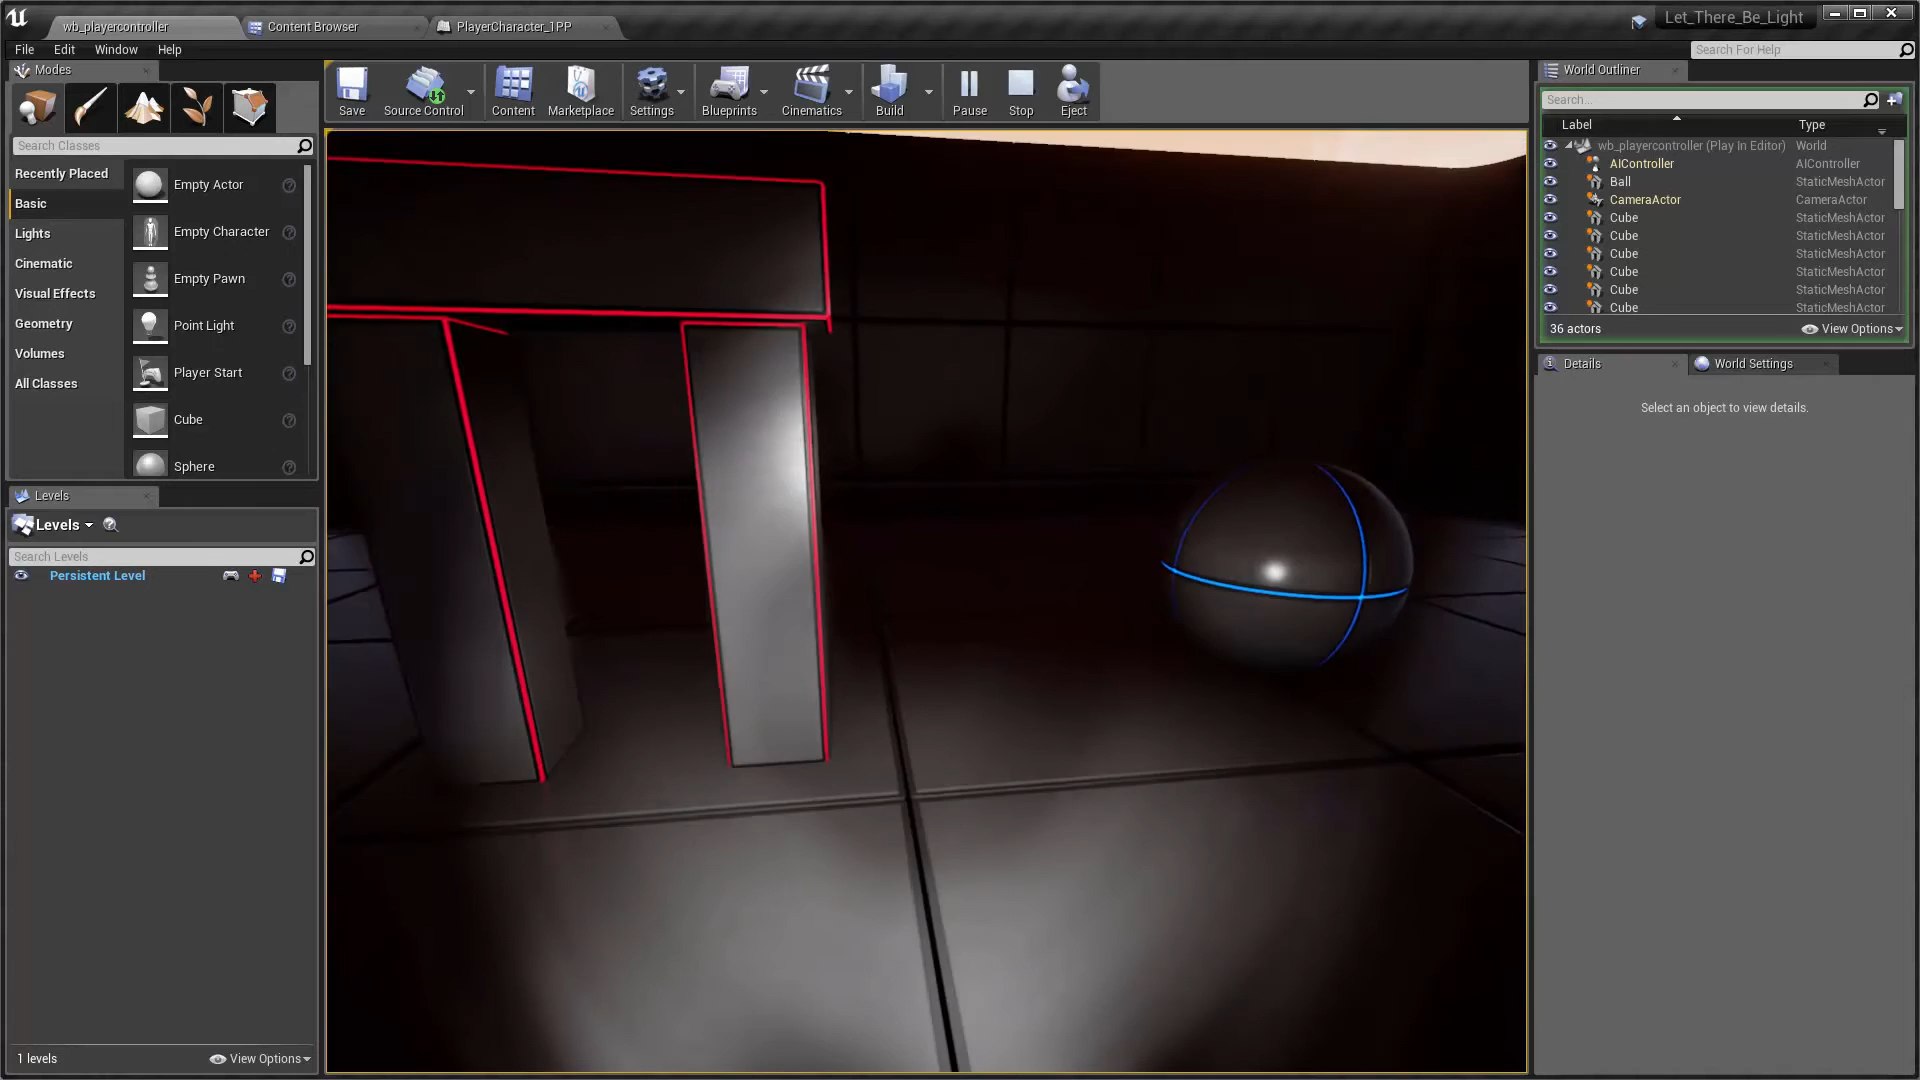 wb_playercontroller
Content Browser
PlayerCharacter_1PP
Let_There_Be_Light
File Edit Window Help
Search For Help
Modes
Search Classes
Recently Placed
Basic
Lights
Cinematic
Visual Effects
Geometry
Volumes
All Classes
Empty Actor
Empty Character
Empty Pawn
Point Light
Player Start
Cube
Sphere
Levels
Levels
Search Levels
Persistent Level
1 levels
View Options
Save
Source Control
Content
Marketplace
Settings
Blueprints
Cinematics
Build
Pause
Stop
Eject
World Outliner
Search...
Label Type
wb_playercontroller (Play In Editor) World
AIController AIController
Ball StaticMeshActor
CameraActor CameraActor
Cube StaticMeshActor
Cube StaticMeshActor
Cube StaticMeshActor
Cube StaticMeshActor
Cube StaticMeshActor
Cube StaticMeshActor
36 actors
View Options
Details
World Settings
Select an object to view details.